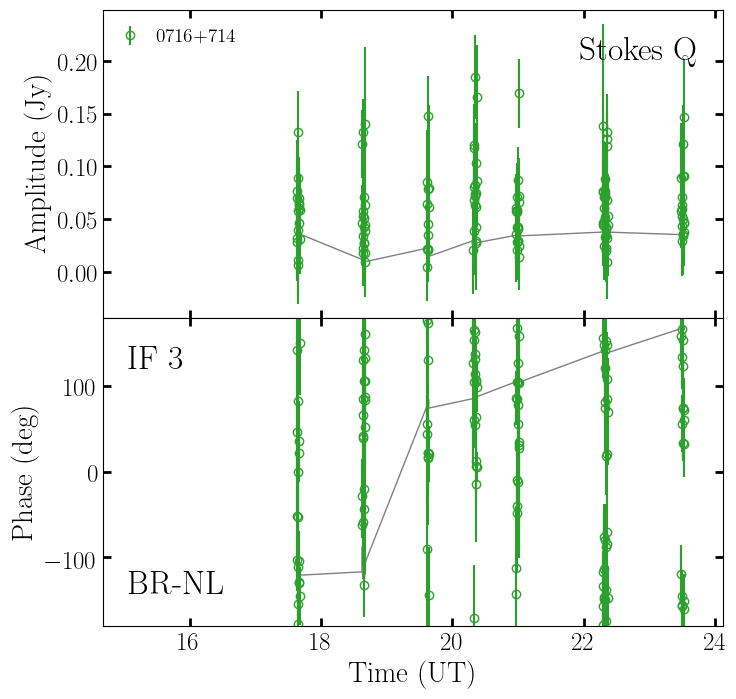 0716+714
Stokes Q
0.20
0.15
0.10
0.05
0.00
Amplitude (Jy)
IF 3
100
0
−100
Phase (deg)
BR-NL
16 18 20 22 24
Time (UT)